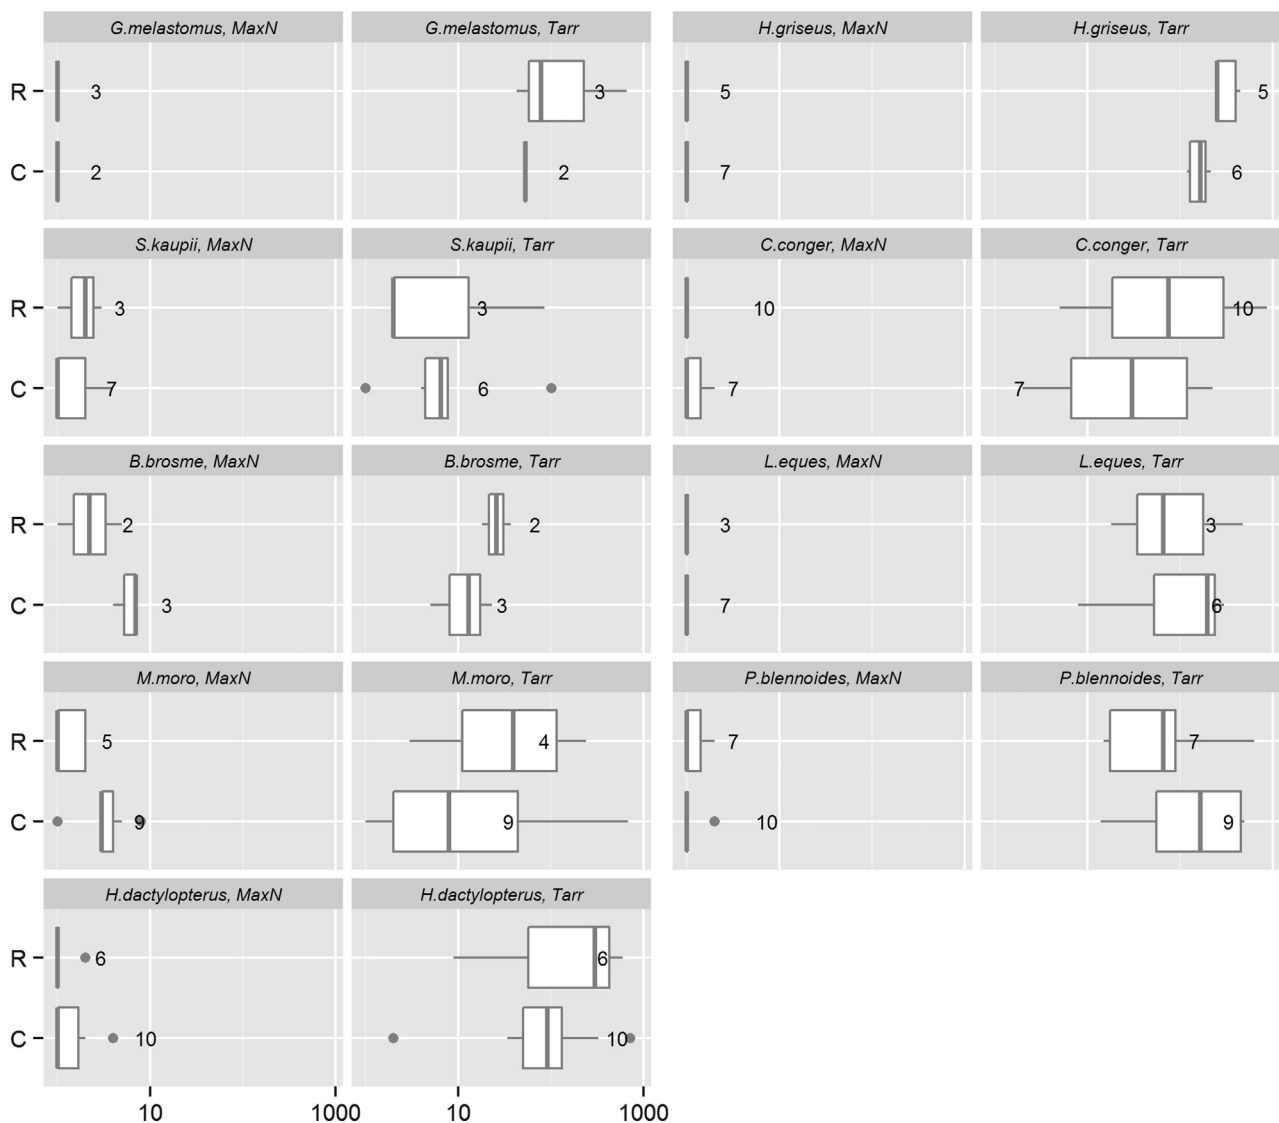 G.melastomus, MaxN G.melastomus, Tarr H.griseus, MaxN H.griseus, Tarr
R 3 3 5 5
C 2 2 7 6
S.kaupii, MaxN S.kaupii, Tarr C.conger, MaxN C.conger, Tarr
R 3 3 10 10
C 7 6 7 7
B.brosme, MaxN B.brosme, Tarr L.eques, MaxN L.eques, Tarr
R 2 2 3 3
C 3 3 7 6
M.moro, MaxN M.moro, Tarr P.blennoides, MaxN P.blennoides, Tarr
R 5 4 7 7
C 9 9 10 9
H.dactylopterus, MaxN H.dactylopterus, Tarr
R 6 6
C 10 10
10 1000 10 1000